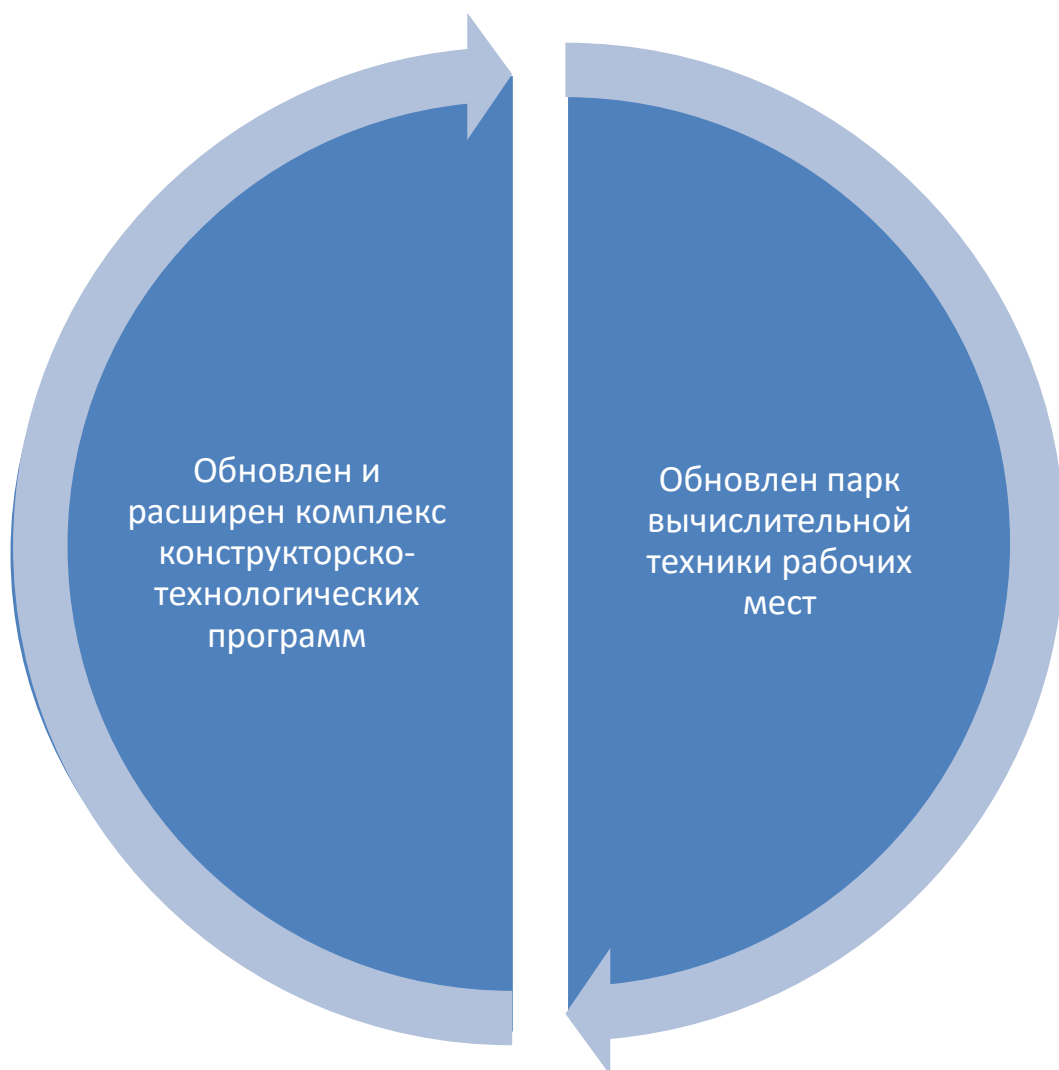 Обновлен и
расширен комплекс
конструкторско-
технологических
программ
Обновлен парк
вычислительной
техники рабочих
мест